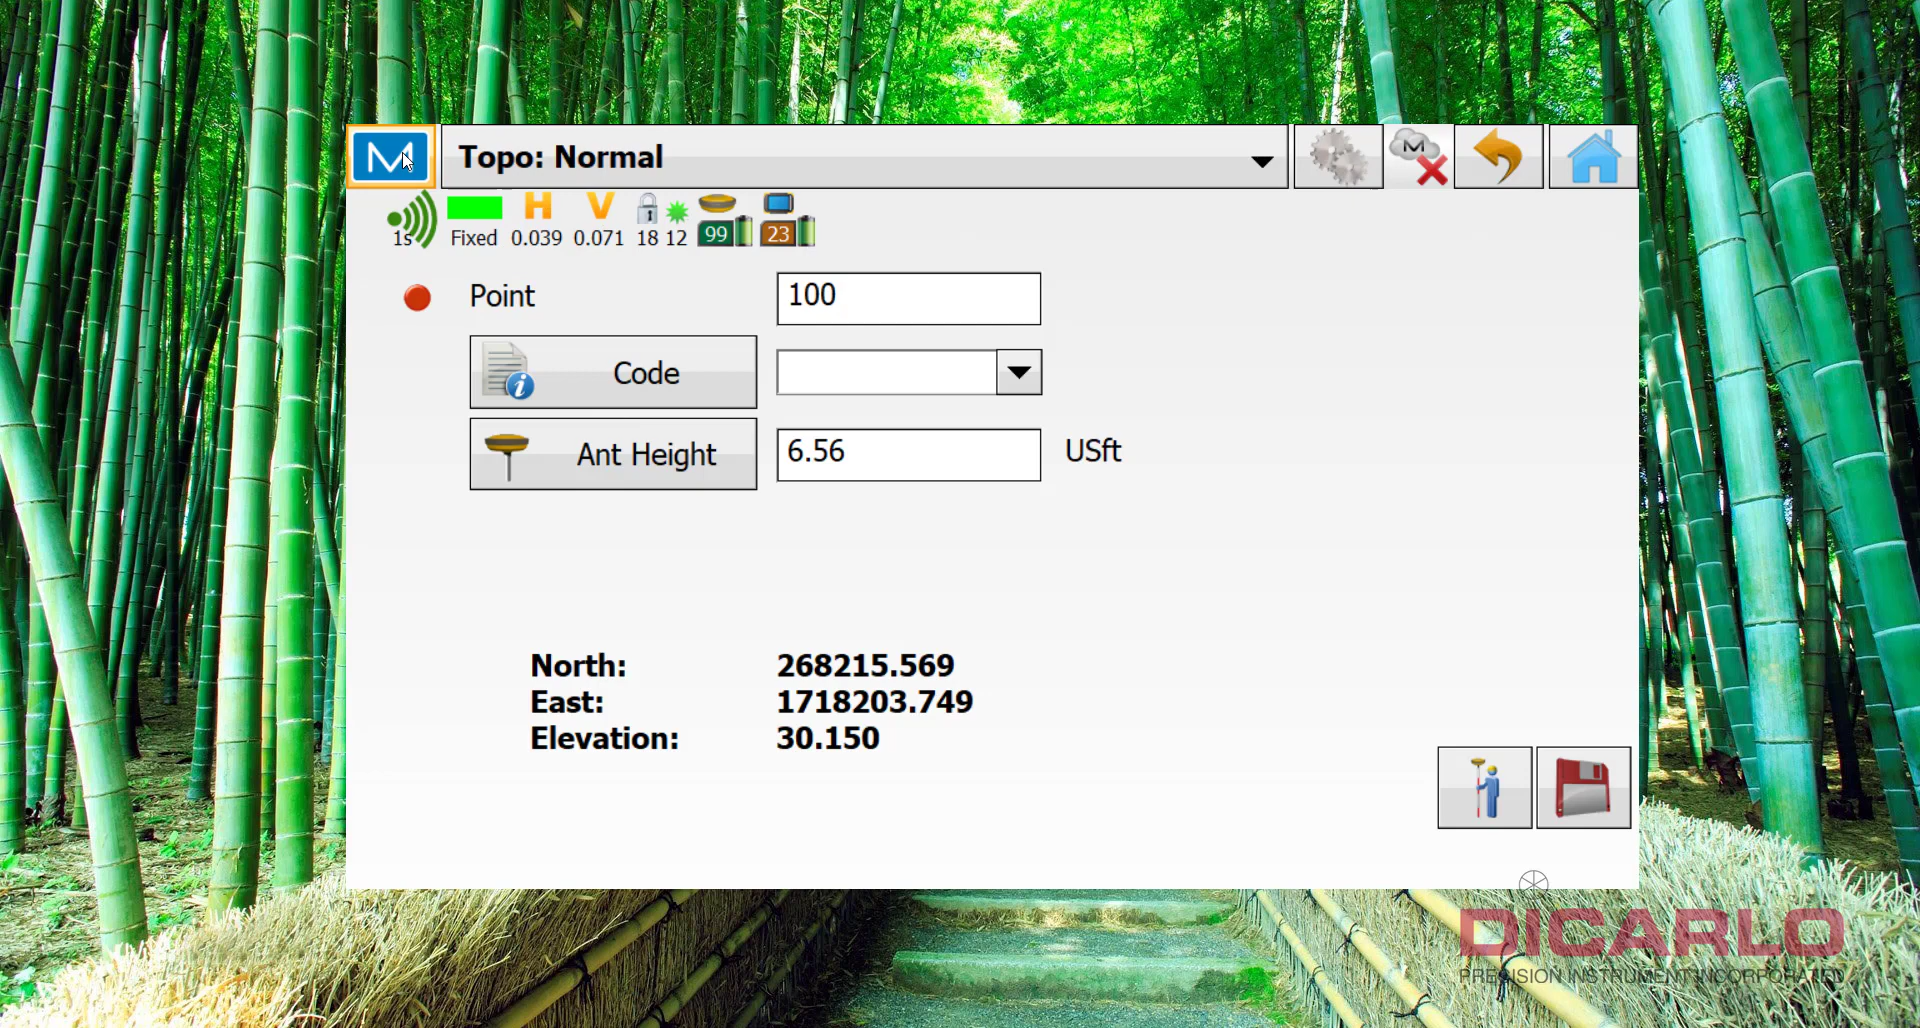 M
Topo: Normal
M
H V
99 23
1s Fixed 0.039 0.071 18 12
Point 100
Code
Ant Height 6.56 USft
North: 268215.569
East: 1718203.749
Elevation: 30.150
DICARLO
PRECISION INSTRUMENT INCORPORATED